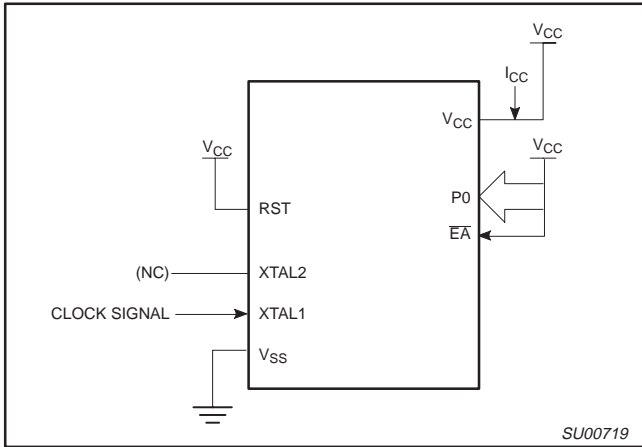 VCC
ICC
VCC
VCC
VCC
RST
P0
EA
(NC)
XTAL2
CLOCK SIGNAL
XTAL1
VSS
SU00719